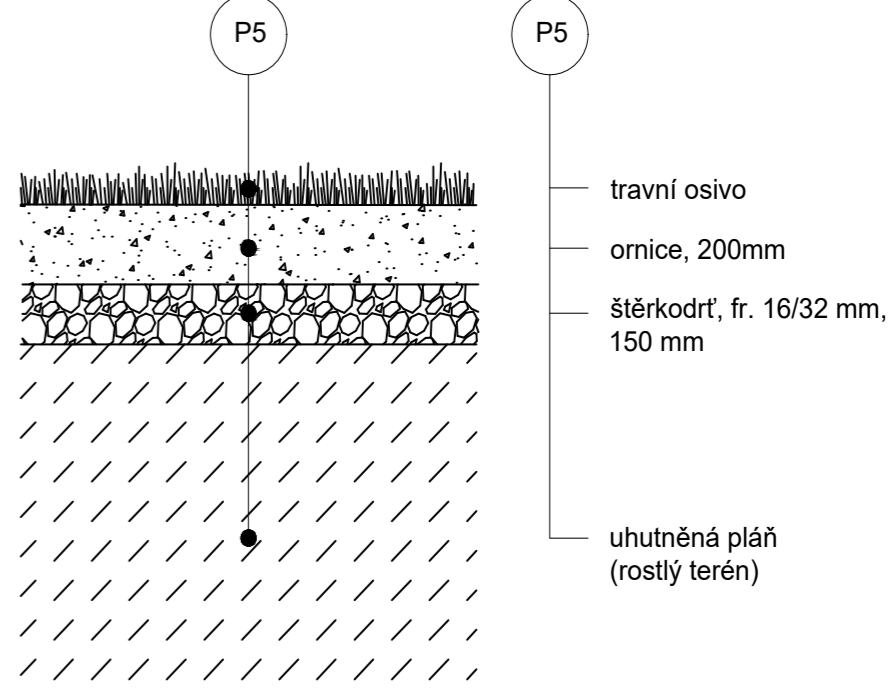 P5
P5
travní osivo
ornice, 200mm
štěrkodrť, fr. 16/32 mm,
150 mm
uhutněná pláň
(rostlý terén)